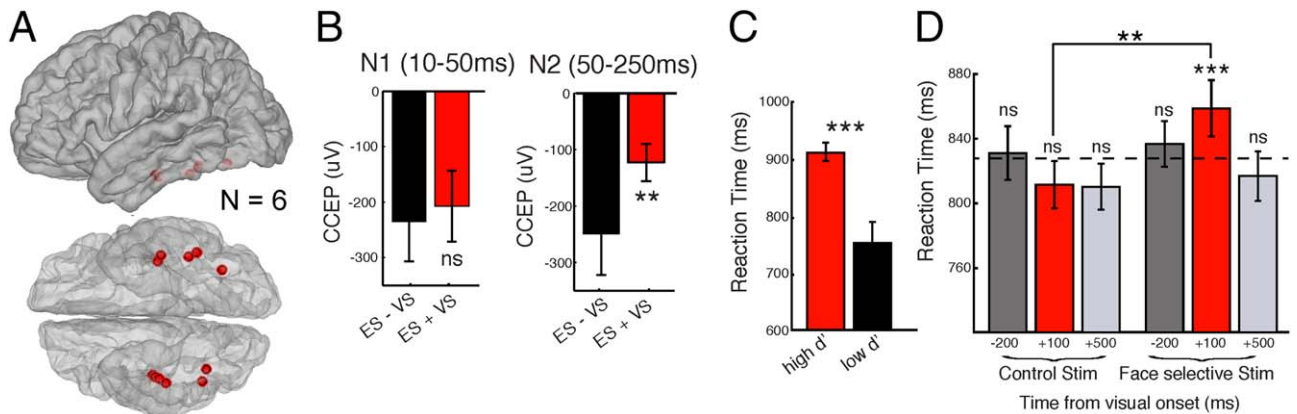 A
N = 6
B
N1 (10-50ms)
0
-100
-200
-300
CCEP (uV)
ns
ES - VS
ES + VS
N2 (50-250ms)
0
-100
-200
-300
CCEP (uV)
**
ES - VS
ES + VS
C
1000
900
800
700
600
Reaction Time (ms)
***
high d'
low d'
D
880
840
800
760
Reaction Time (ms)
**
ns
ns
ns
ns
***
ns
-200 +100 +500 -200 +100 +500
Control Stim Face selective Stim
Time from visual onset (ms)